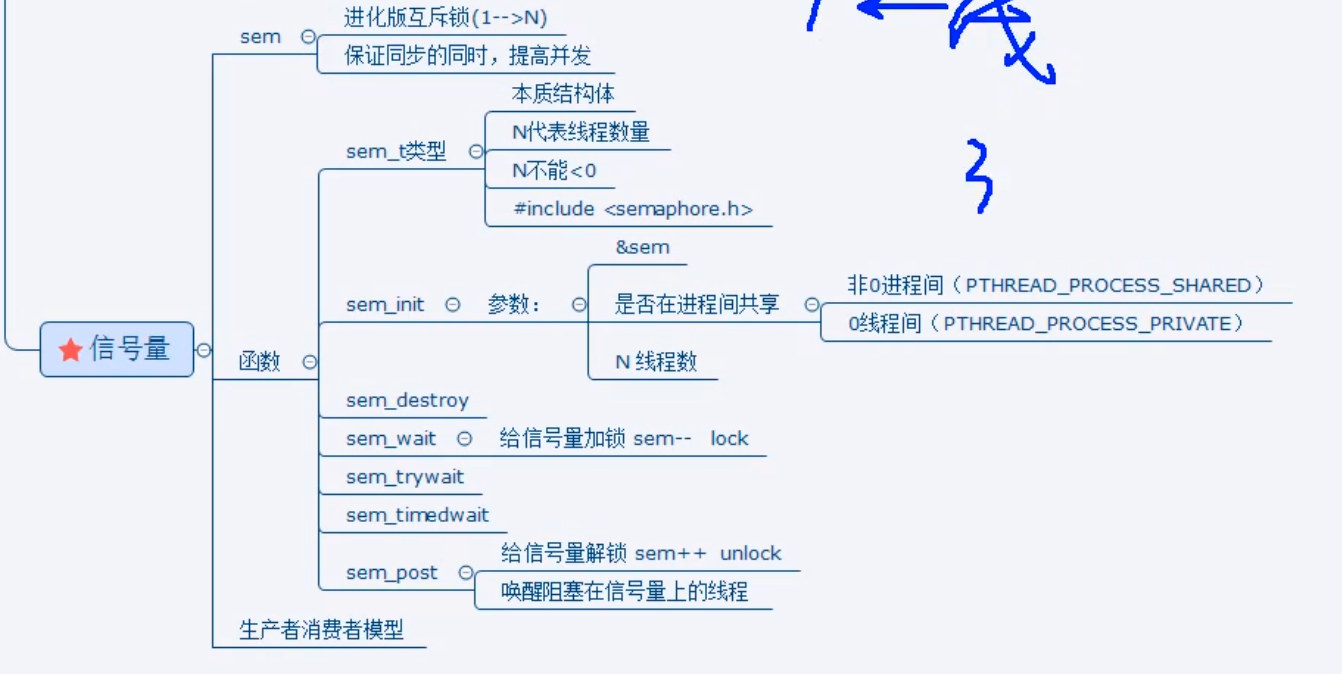 进化版互斥锁(1-->N)
sem
保证同步的同时，提高并发
本质结构体
N代表线程数量
sem_t类型
N不能<0
#include <semaphore.h>
&sem
非0进程间（PTHREAD_PROCESS_SHARED）
sem_init 参数： 是否在进程间共享
0线程间（PTHREAD_PROCESS_PRIVATE）
信号量
函数
N 线程数
sem_destroy
sem_wait 给信号量加锁 sem-- lock
sem_trywait
sem_timedwait
给信号量解锁 sem++ unlock
sem_post
唤醒阻塞在信号量上的线程
生产者消费者模型
3